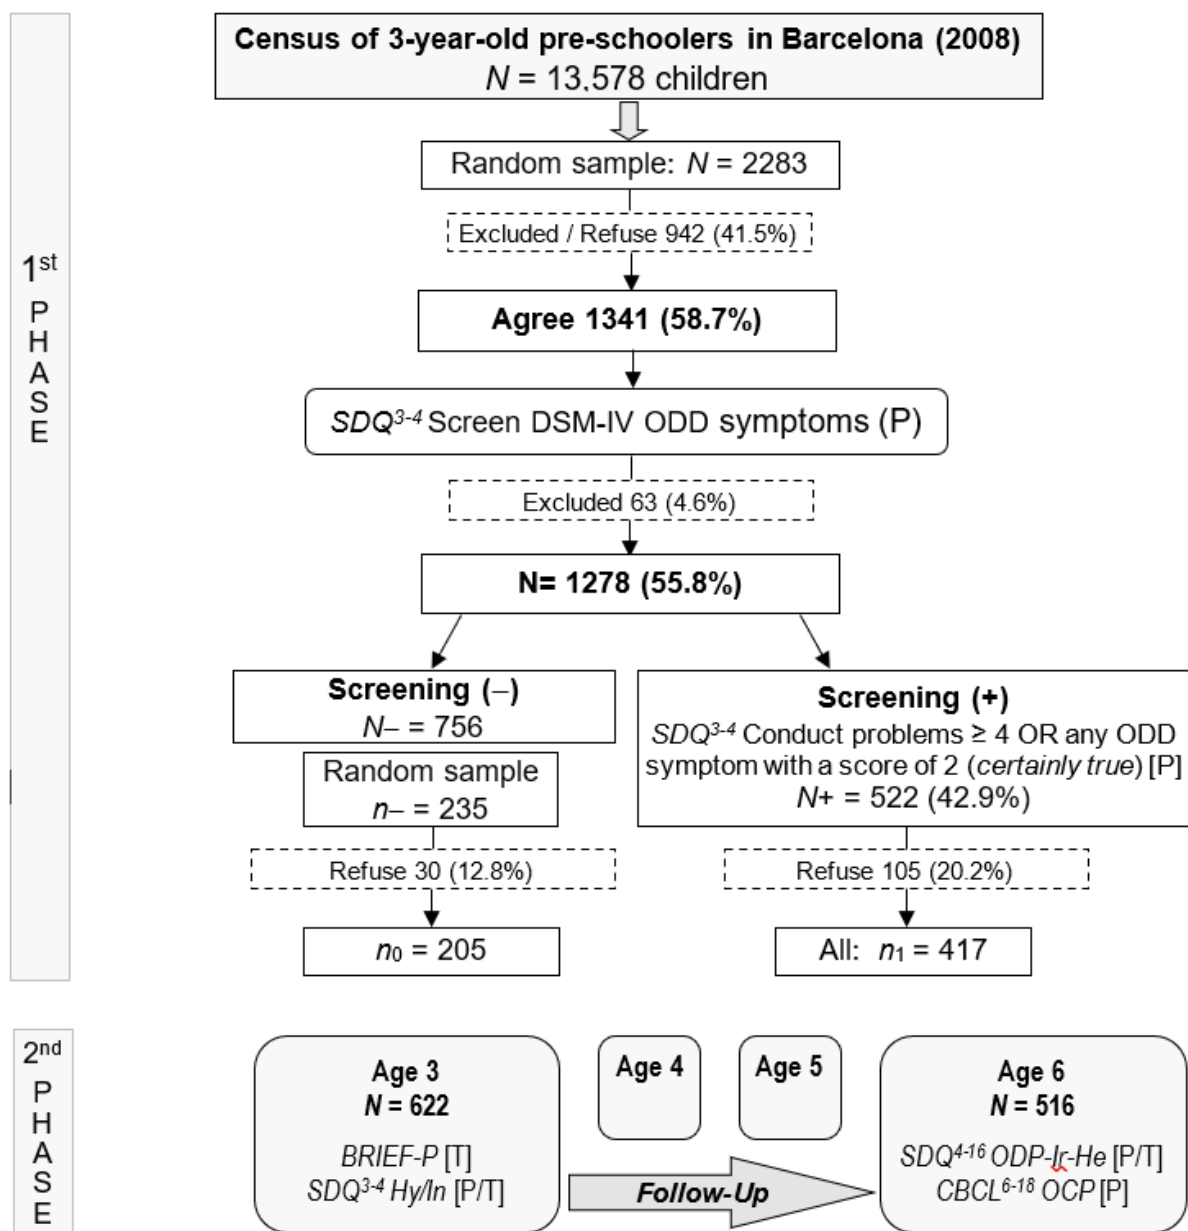 Census of 3-year-old pre-schoolers in Barcelona (2008)
N = 13,578 children
Random sample: N = 2283
Excluded / Refuse 942 (41.5%)
1st
PHASE
Agree 1341 (58.7%)
SDQ3-4 Screen DSM-IV ODD symptoms (P)
Excluded 63 (4.6%)
N= 1278 (55.8%)
Screening (–)
N– = 756
Random sample
n– = 235
Refuse 30 (12.8%)
n0 = 205
Screening (+)
SDQ3-4 Conduct problems ≥ 4 OR any ODD
symptom with a score of 2 (certainly true) [P]
N+ = 522 (42.9%)
Refuse 105 (20.2%)
All: n1 = 417
2nd
PHASE
Age 3
N = 622
BRIEF-P [T]
SDQ3-4 Hy/In [P/T]
Age 4
Age 5
Follow-Up
Age 6
N = 516
SDQ4-16 ODP-Ir-He [P/T]
CBCL6-18 OCP [P]